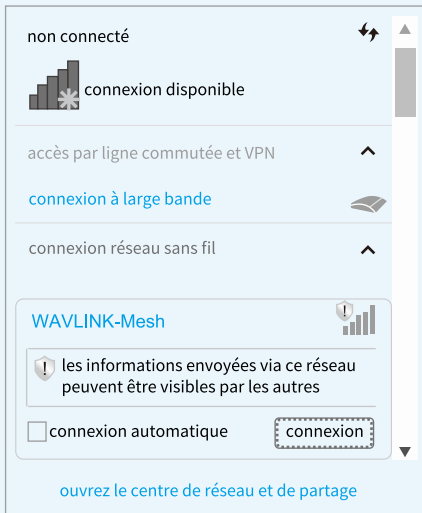 non connecté
connexion disponible
accès par ligne commutée et VPN
connexion à large bande
connexion réseau sans fil
WAVLINK-Mesh
les informations envoyées via ce réseau
peuvent être visibles par les autres
connexion automatique
connexion
ouvrez le centre de réseau et de partage